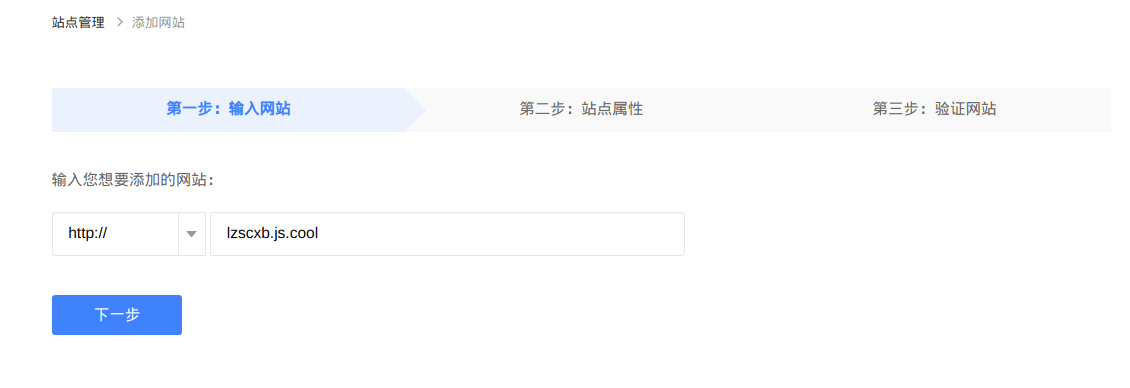 站点管理 > 添加网站
第一步：输入网站 第二步：站点属性 第三步：验证网站
输入您想要添加的网站：
http:// lzscxb.js.cool
下一步